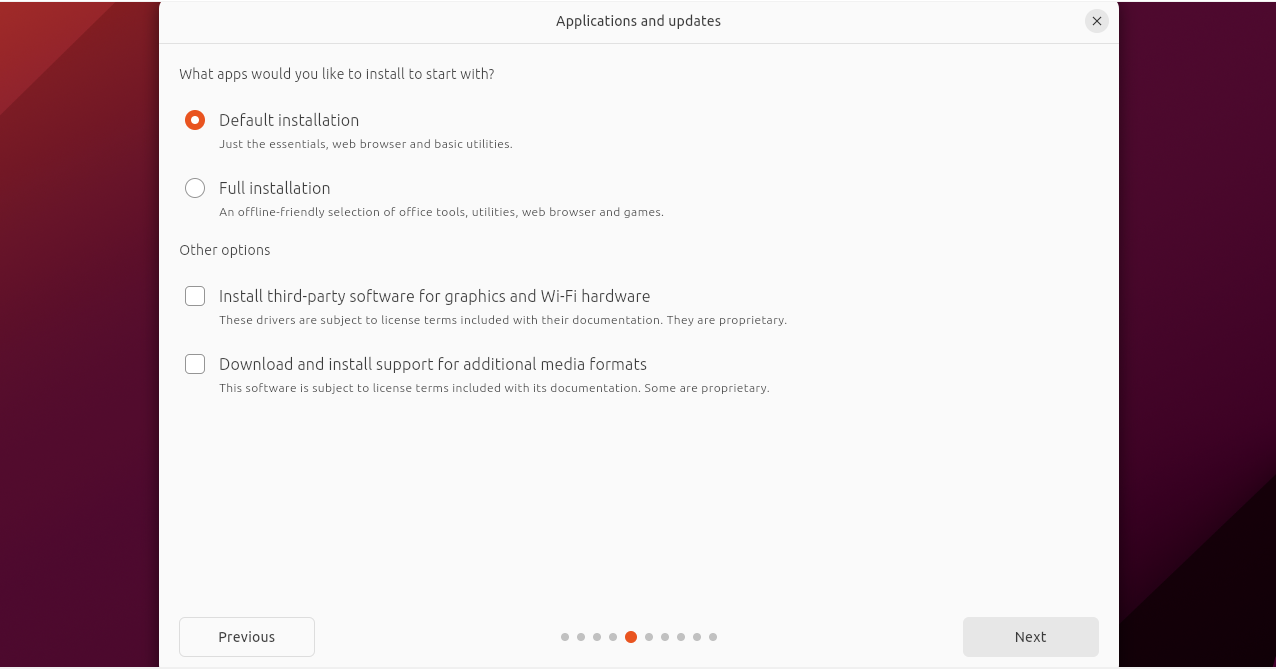 Applications and updates
What apps would you like to install to start with?
Default installation
Just the essentials, web browser and basic utilities.
Full installation
An offline-friendly selection of office tools, utilities, web browser and games.
Other options
Install third-party software for graphics and Wi-Fi hardware
These drivers are subject to license terms included with their documentation. They are proprietary.
Download and install support for additional media formats
This software is subject to license terms included with its documentation. Some are proprietary.
Previous
Next